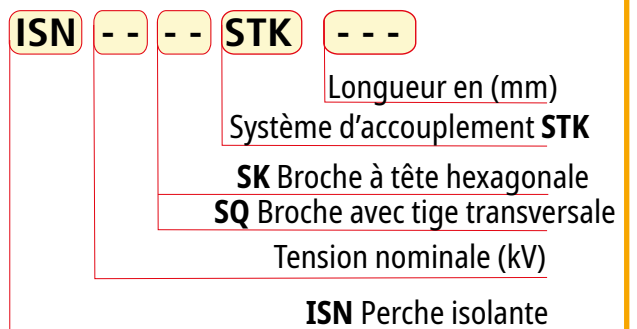 ISN - - - - STK - - -
Longueur en (mm)
Système d'accouplement STK
SK Broche à tête hexagonale
SQ Broche avec tige transversale
Tension nominale (kV)
ISN Perche isolante